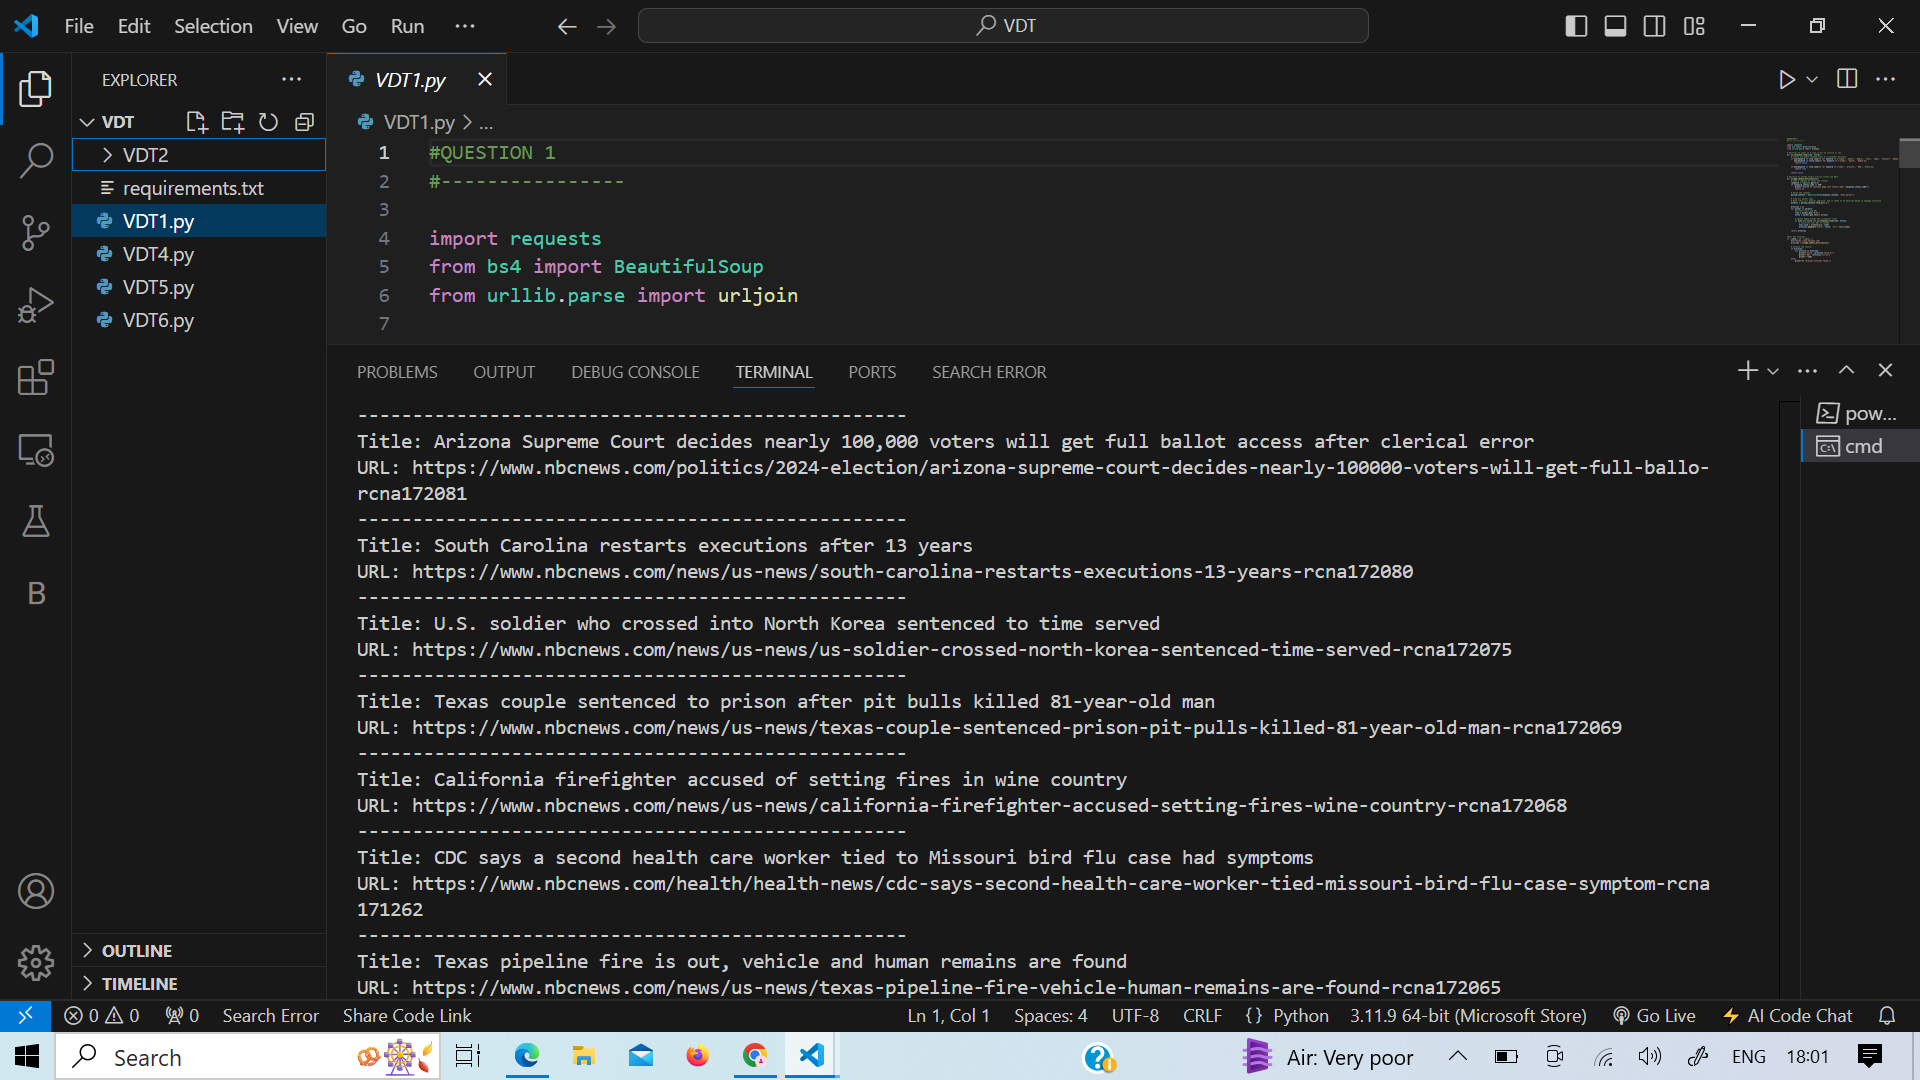 File Edit Selection View Go Run ...
VDT
EXPLORER
VDT
VDT2
requirements.txt
VDT1.py
VDT4.py
VDT5.py
VDT6.py
OUTLINE
TIMELINE
VDT1.py
VDT1.py > ...
1 #QUESTION 1
2 #----------------
3
4 import requests
5 from bs4 import BeautifulSoup
6 from urllib.parse import urljoin
7
PROBLEMS OUTPUT DEBUG CONSOLE TERMINAL PORTS SEARCH ERROR
pow...
cmd
--------------------------------------------------
Title: Arizona Supreme Court decides nearly 100,000 voters will get full ballot access after clerical error
URL: https://www.nbcnews.com/politics/2024-election/arizona-supreme-court-decides-nearly-100000-voters-will-get-full-ballo-
rcna172081
--------------------------------------------------
Title: South Carolina restarts executions after 13 years
URL: https://www.nbcnews.com/news/us-news/south-carolina-restarts-executions-13-years-rcna172080
--------------------------------------------------
Title: U.S. soldier who crossed into North Korea sentenced to time served
URL: https://www.nbcnews.com/news/us-news/us-soldier-crossed-north-korea-sentenced-time-served-rcna172075
--------------------------------------------------
Title: Texas couple sentenced to prison after pit bulls killed 81-year-old man
URL: https://www.nbcnews.com/news/us-news/texas-couple-sentenced-prison-pit-pulls-killed-81-year-old-man-rcna172069
--------------------------------------------------
Title: California firefighter accused of setting fires in wine country
URL: https://www.nbcnews.com/news/us-news/california-firefighter-accused-setting-fires-wine-country-rcna172068
--------------------------------------------------
Title: CDC says a second health care worker tied to Missouri bird flu case had symptoms
URL: https://www.nbcnews.com/health/health-news/cdc-says-second-health-care-worker-tied-missouri-bird-flu-case-symptom-rcna
171262
--------------------------------------------------
Title: Texas pipeline fire is out, vehicle and human remains are found
URL: https://www.nbcnews.com/news/us-news/texas-pipeline-fire-vehicle-human-remains-are-found-rcna172065
B
0 0 0 Search Error Share Code Link Ln 1, Col 1 Spaces: 4 UTF-8 CRLF {} Python 3.11.9 64-bit (Microsoft Store) Go Live AI Code Chat
Search Air: Very poor ENG 18:01